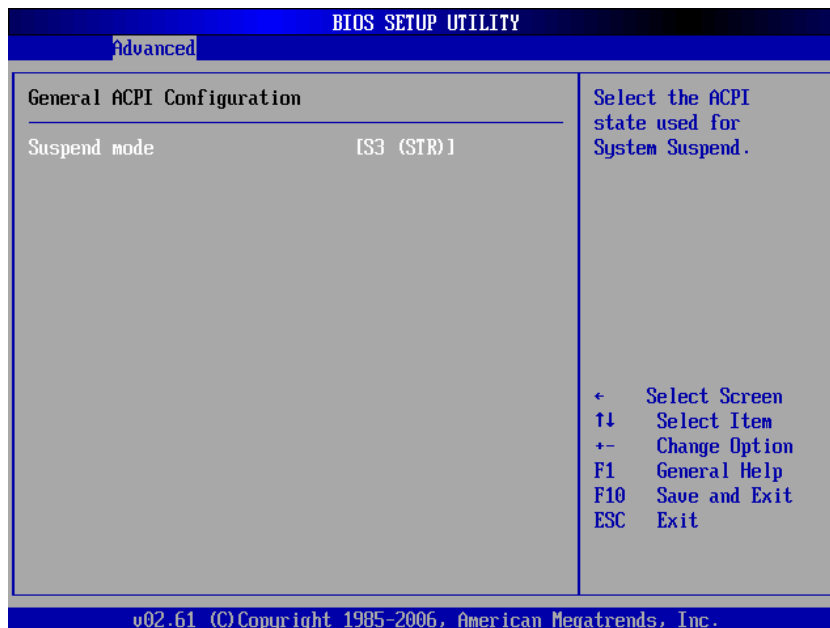 BIOS SETUP UTILITY
Advanced
General ACPI Configuration
Suspend mode [S3 (STR)]
Select the ACPI
state used for
System Suspend.
← Select Screen
↑↓ Select Item
+- Change Option
F1 General Help
F10 Save and Exit
ESC Exit
v02.61 (C)Copyright 1985-2006, American Megatrends, Inc.